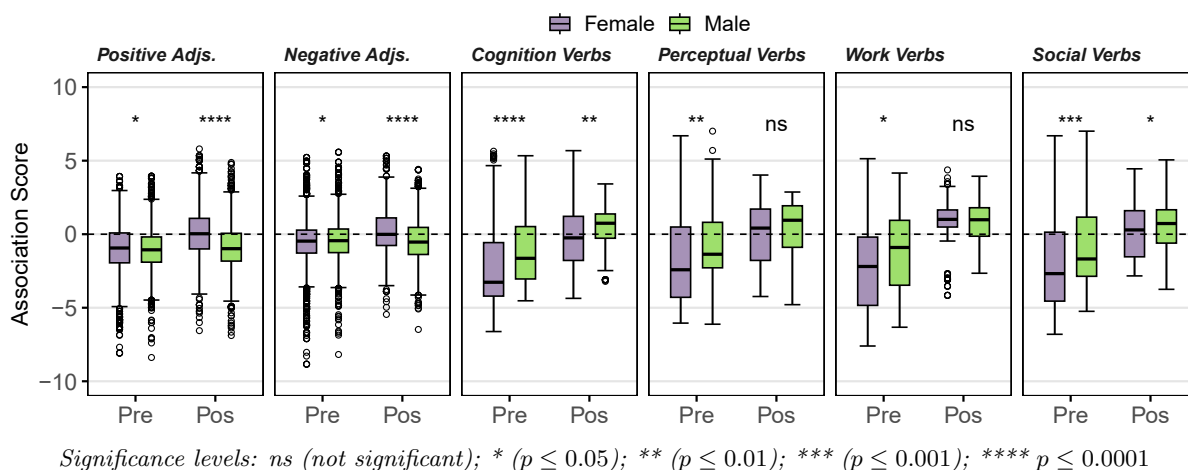 Female Male
Positive Adjs. Negative Adjs. Cognition Verbs Perceptual Verbs Work Verbs Social Verbs
Association Score
10
5
0
−5
−10
* **** * **** **** ** ** ns * ns *** *
Pre Pos Pre Pos Pre Pos Pre Pos Pre Pos Pre Pos
Significance levels: ns (not significant); * (p ≤ 0.05); ** (p ≤ 0.01); *** (p ≤ 0.001); **** p ≤ 0.0001